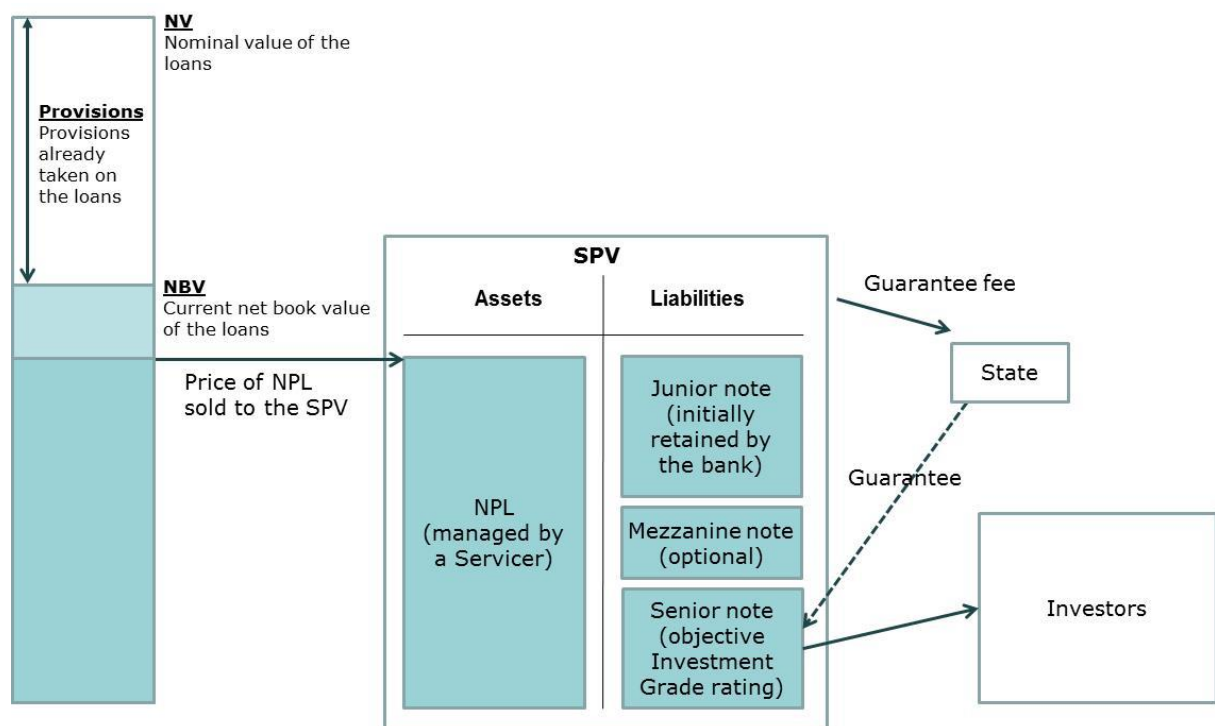 NV
Nominal value of the
loans
Provisions
Provisions
already
taken on
the loans
NBV
Current net book value
of the loans
Price of NPL
sold to the SPV
SPV
Assets
Liabilities
NPL
(managed by
a Servicer)
Junior note
(initially
retained by
the bank)
Mezzanine note
(optional)
Senior note
(objective
Investment
Grade rating)
Guarantee fee
State
Guarantee
Investors